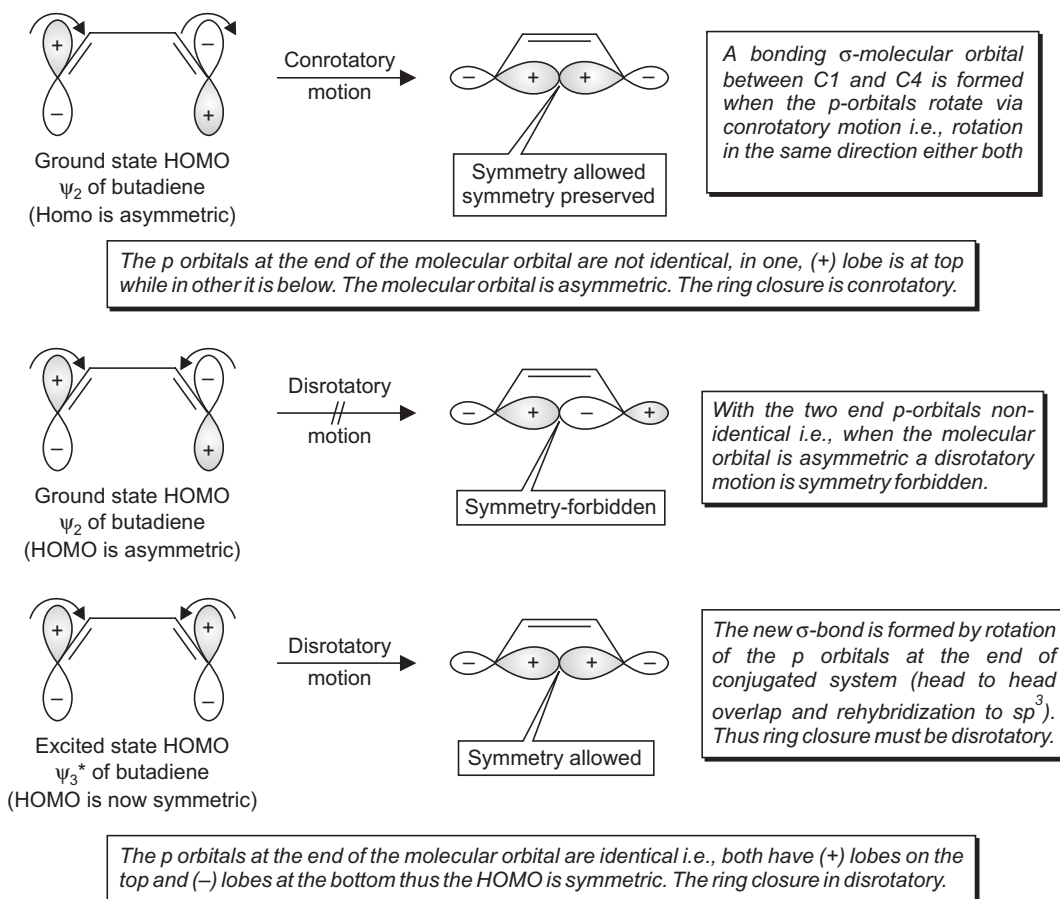 +
–
–
+
Ground state HOMO
ψ2 of butadiene
(Homo is asymmetric)
Conrotatory
motion
– + + –
Symmetry allowed
symmetry preserved
A bonding σ-molecular orbital
between C1 and C4 is formed
when the p-orbitals rotate via
conrotatory motion i.e., rotation
in the same direction either both
The p orbitals at the end of the molecular orbital are not identical, in one, (+) lobe is at top
while in other it is below. The molecular orbital is asymmetric. The ring closure is conrotatory.
+
–
–
+
Ground state HOMO
ψ2 of butadiene
(HOMO is asymmetric)
Disrotatory
motion
– + – +
Symmetry-forbidden
With the two end p-orbitals non-
identical i.e., when the molecular
orbital is asymmetric a disrotatory
motion is symmetry forbidden.
+
–
+
–
Excited state HOMO
ψ3* of butadiene
(HOMO is now symmetric)
Disrotatory
motion
– + + –
Symmetry allowed
The new σ-bond is formed by rotation
of the p orbitals at the end of
conjugated system (head to head
overlap and rehybridization to sp3).
Thus ring closure must be disrotatory.
The p orbitals at the end of the molecular orbital are identical i.e., both have (+) lobes on the
top and (–) lobes at the bottom thus the HOMO is symmetric. The ring closure in disrotatory.